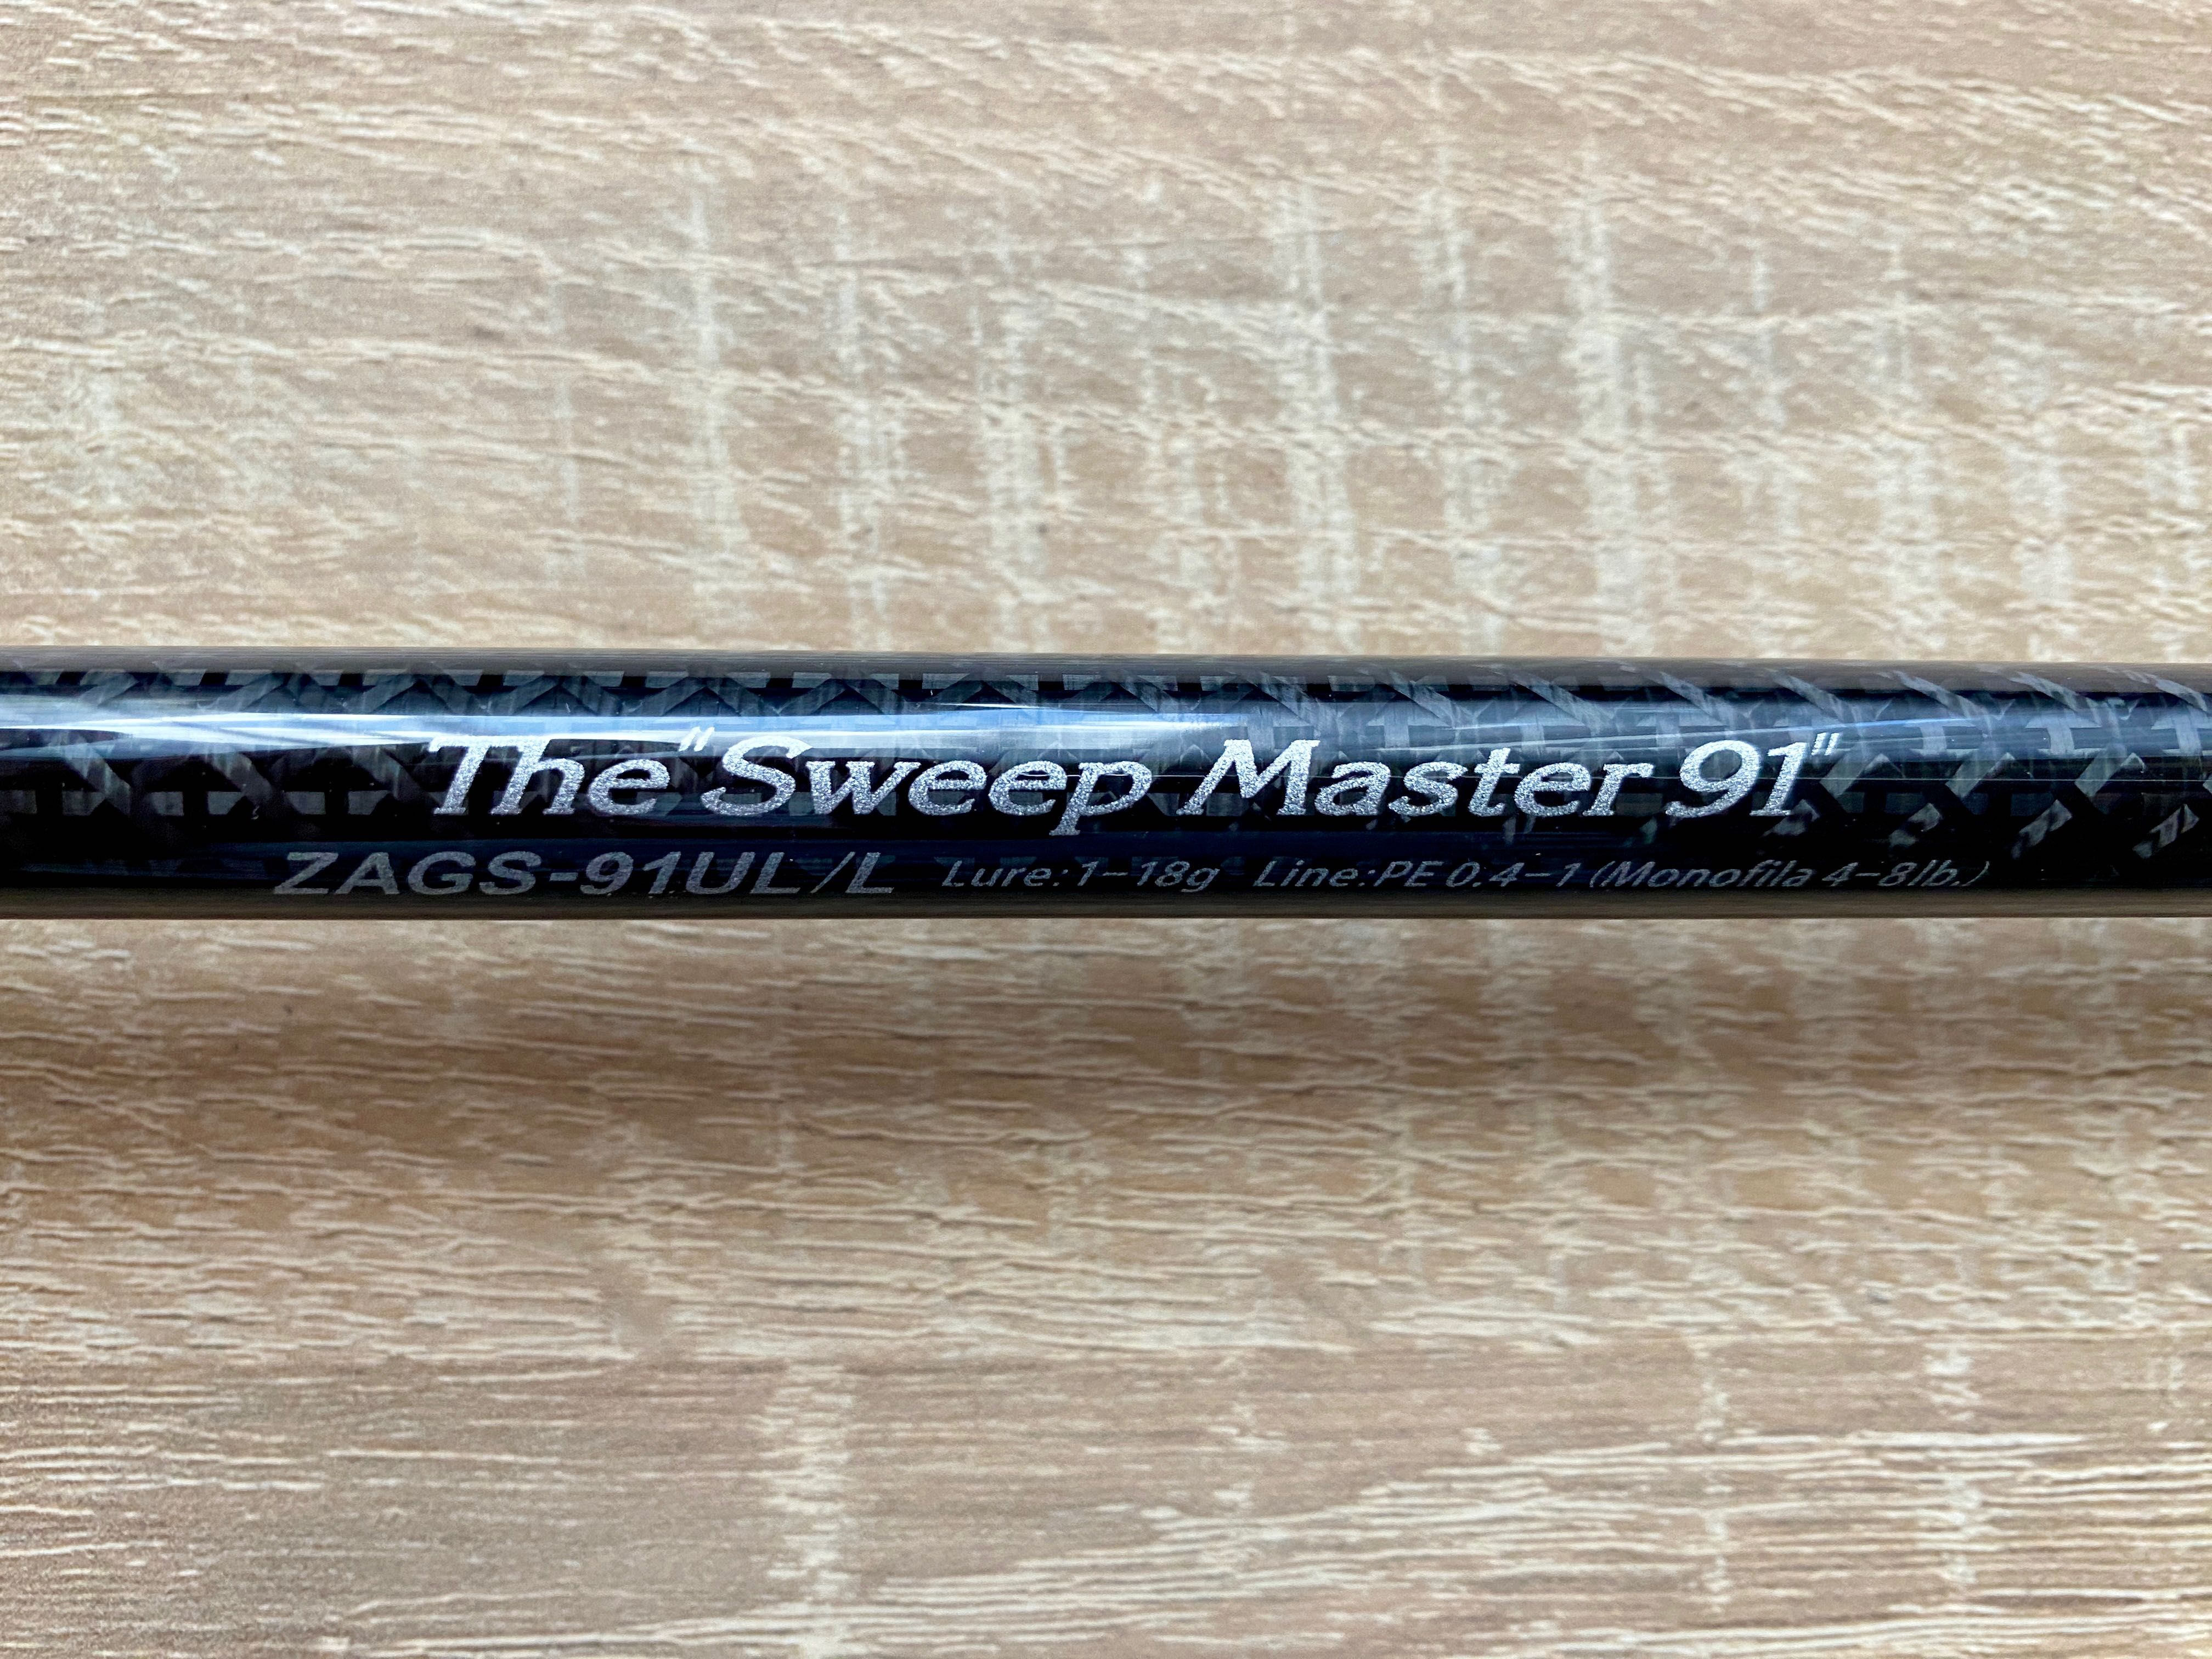 The "Sweep Master 91"
ZAGS-91UL/L Lure:1-18g Line:PE 0.4-1 (Monofila 4-8lb.)